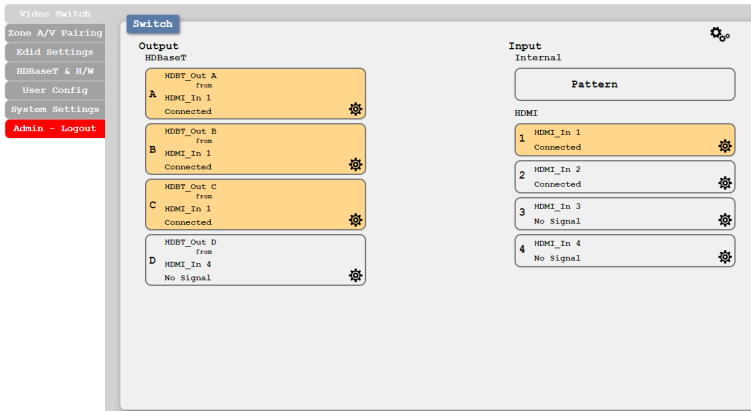 Video Switch
Zone A/V Pairing
Edid Settings
HDBaseT & H/W
User Config
System Settings
Admin - Logout
Switch
Output
HDBaseT
A
HDBT_Out A
from
HDMI_In 1
Connected
B
HDBT_Out B
from
HDMI_In 1
Connected
C
HDBT_Out C
from
HDMI_In 1
Connected
D
HDBT_Out D
from
HDMI_In 4
No Signal
Input
Internal
Pattern
HDMI
1
HDMI_In 1
Connected
2
HDMI_In 2
Connected
3
HDMI_In 3
No Signal
4
HDMI_In 4
No Signal